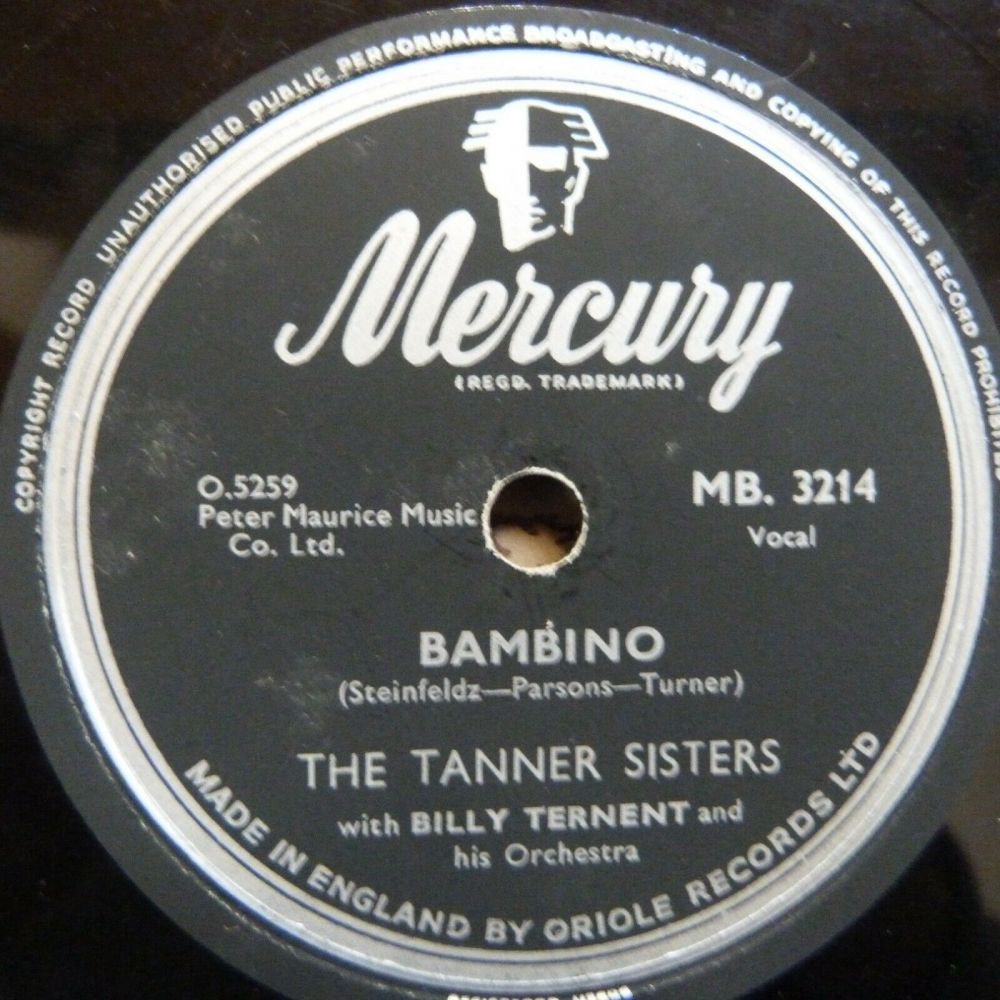 COPYRIGHT RECORD UNAUTHORISED PUBLIC PERFORMANCE BROADCASTING AND COPYING OF THIS RECORD PROHIBITED
Mercury
(REGD. TRADEMARK)
O.5259
Peter Maurice Music
Co. Ltd.
MB. 3214
Vocal
BAMBINO
(Steinfeldz—Parsons—Turner)
THE TANNER SISTERS
with BILLY TERNENT and
his Orchestra
MADE IN ENGLAND BY ORIOLE RECORDS LTD